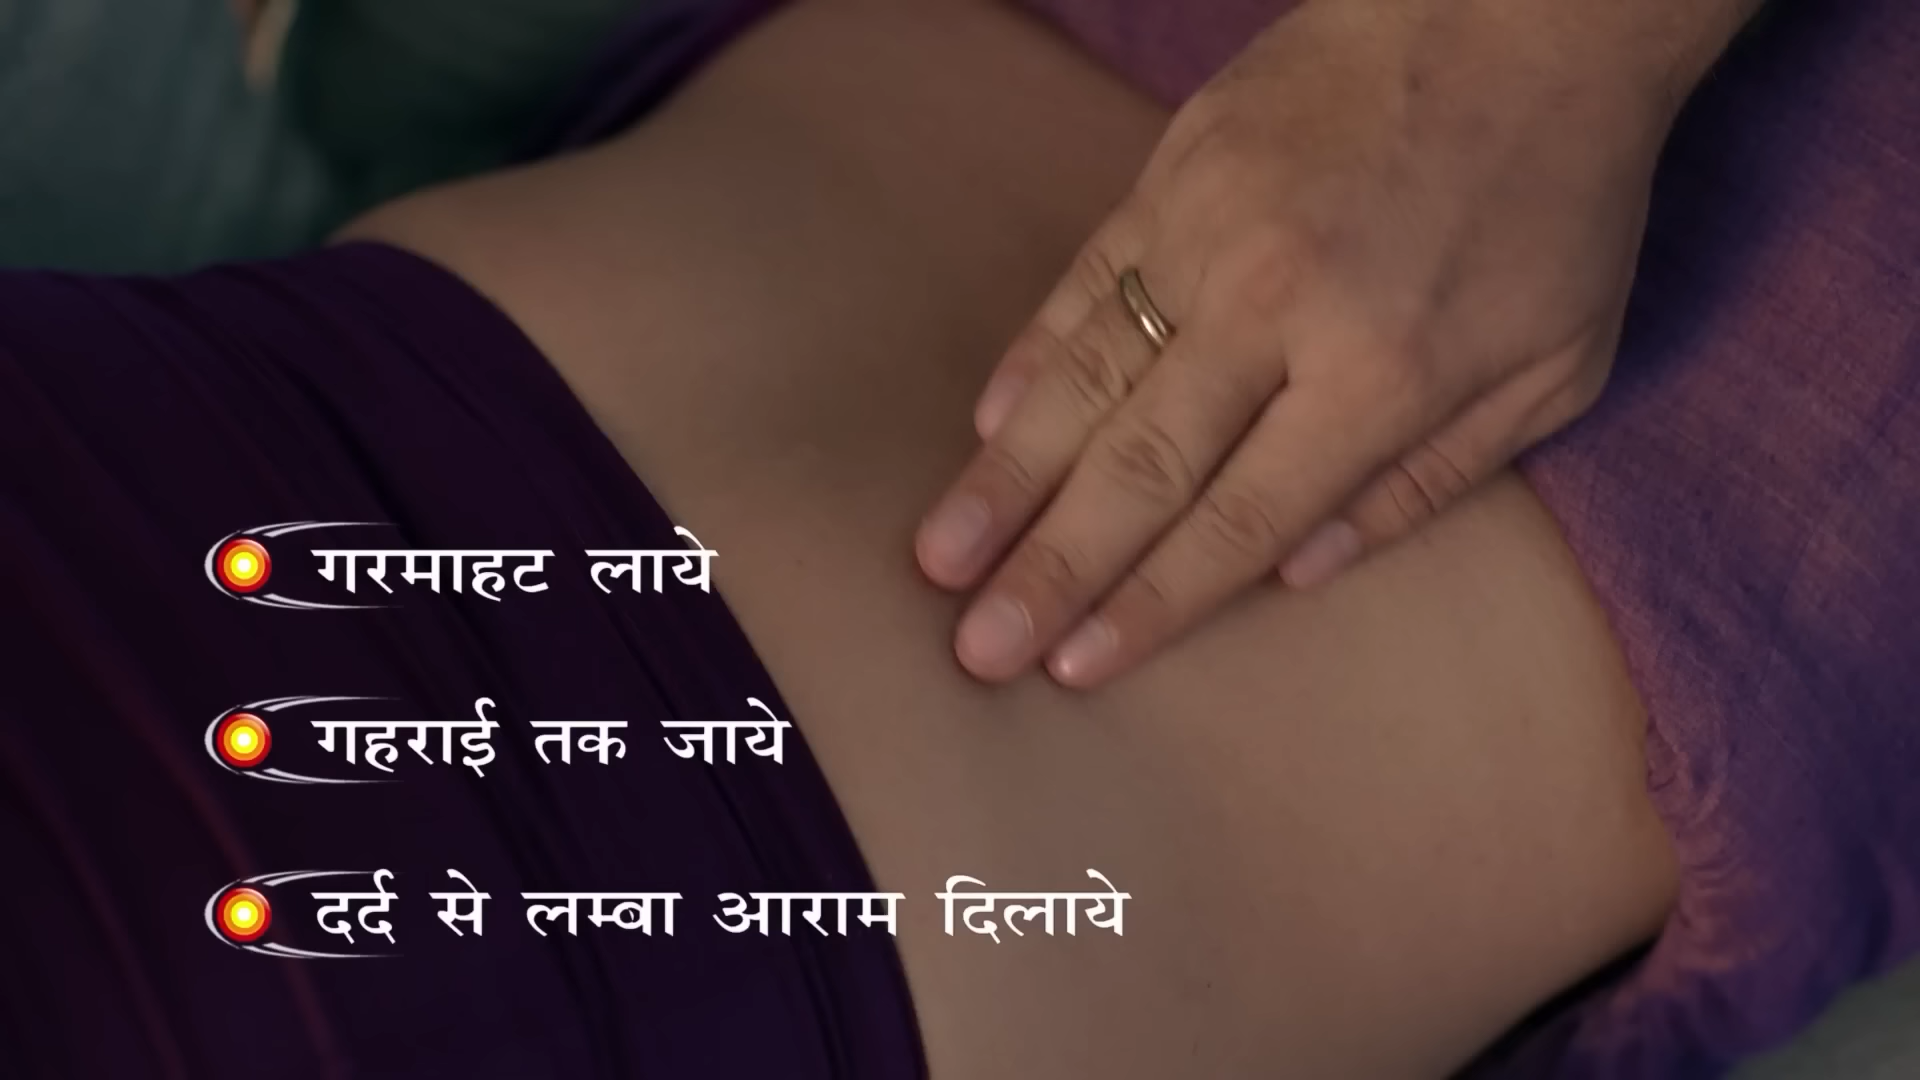 गरमाहट लाये
गहराई तक जाये
दर्द से लम्बा आराम दिलाये